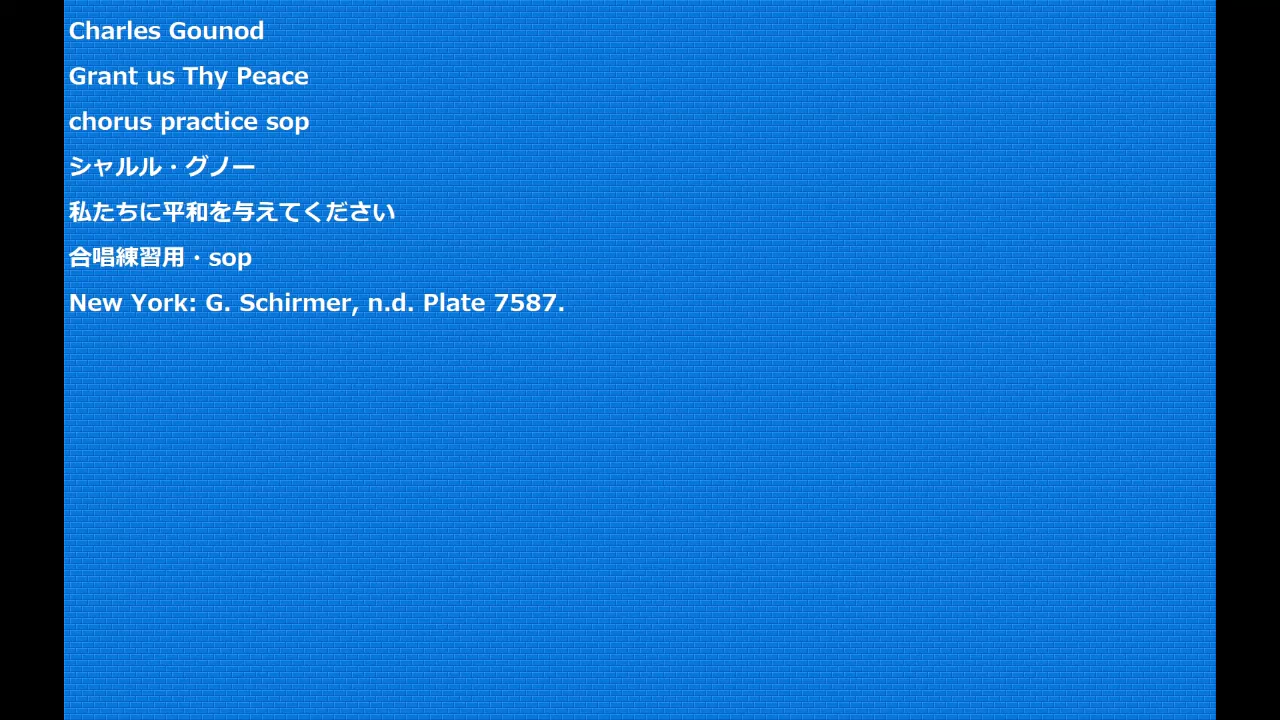 Charles Gounod
Grant us Thy Peace
chorus practice sop
シャルル・グノー
私たちに平和を与えてください
合唱練習用・sop
New York: G. Schirmer, n.d. Plate 7587.